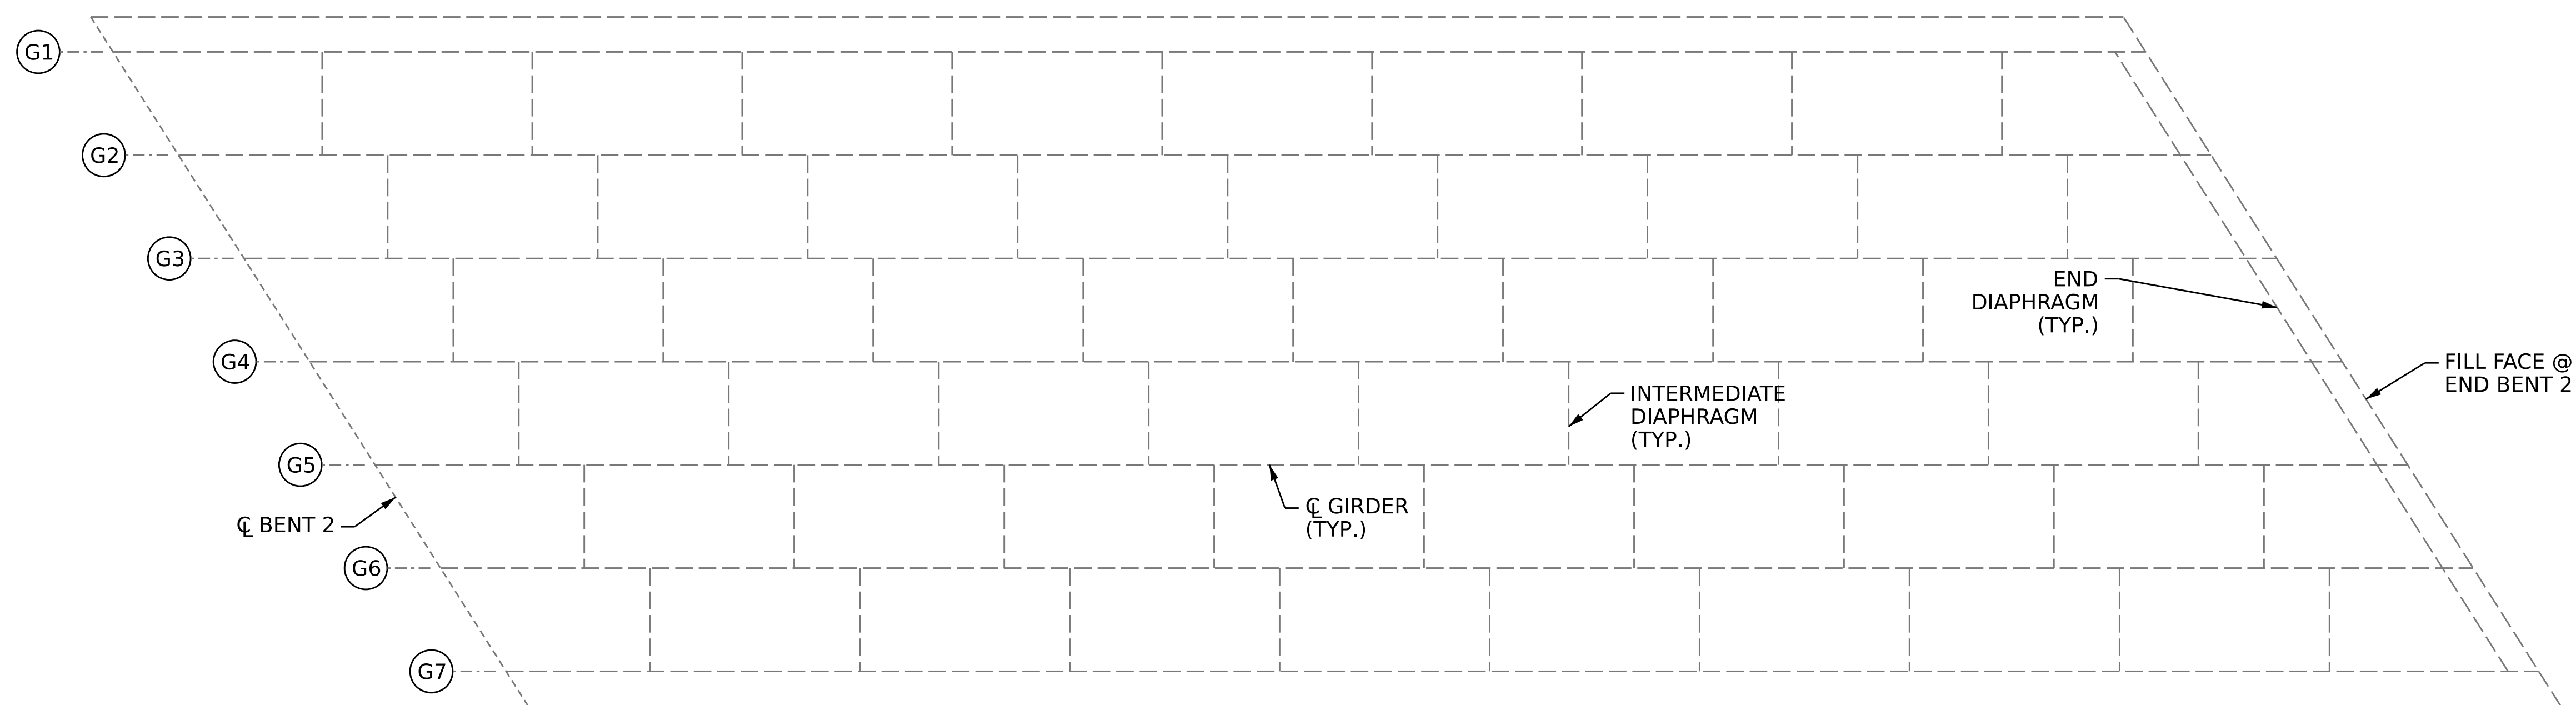 G1
G2
G3
END
DIAPHRAGM
(TYP.)
G4
FILL FACE @
END BENT 2
INTERMEDIATE
DIAPHRAGM
(TYP.)
G5
℄ GIRDER
(TYP.)
℄ BENT 2
G6
G7